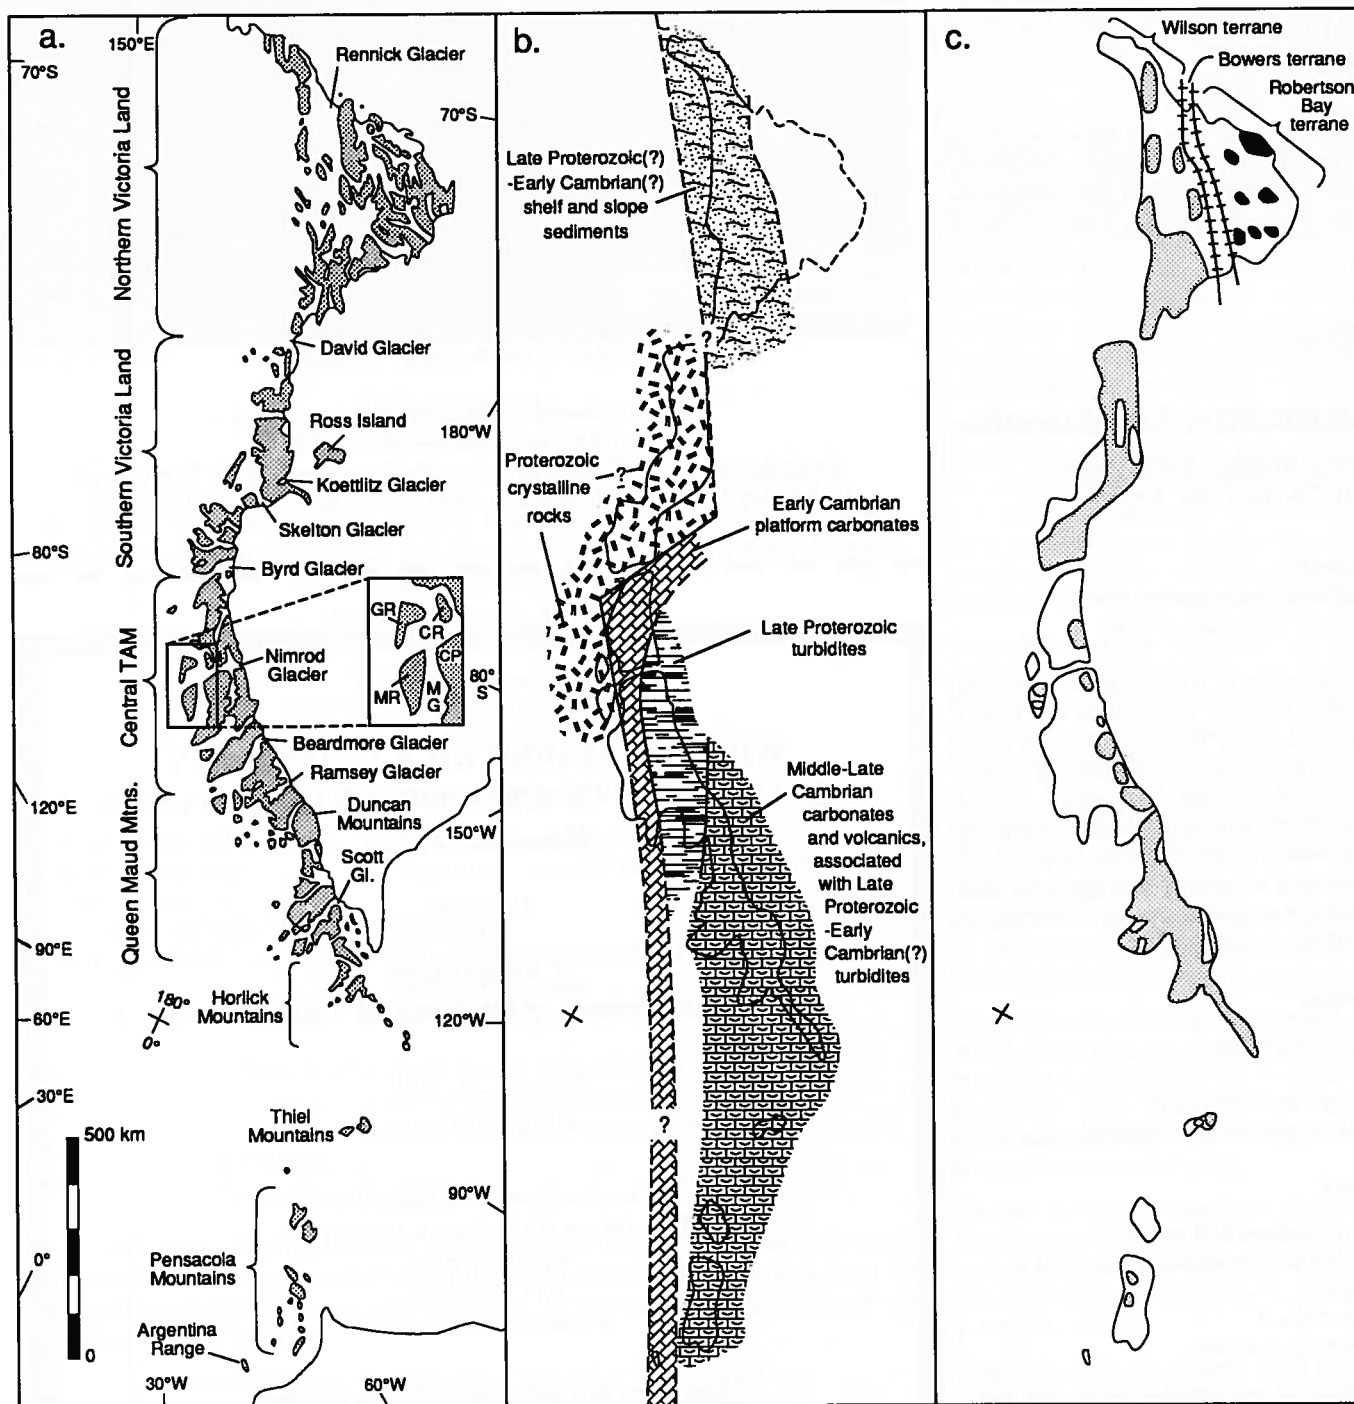 a.
150°E
70°S
Rennick Glacier
70°S
Northern Victoria Land
David Glacier
Southern Victoria Land
Ross Island
180°W
Koettlitz Glacier
Skelton Glacier
80°S
Byrd Glacier
GR
CR
CP
MR
M
G
Central TAM
Nimrod
Glacier
80°
S
Beardmore Glacier
Ramsey Glacier
120°E
Duncan
Mountains
150°W
Queen Maud Mtns.
Scott
Gl.
90°E
Horlick
Mountains
180°
0°
60°E
120°W
30°E
Thiel
Mountains
500 km
0
90°W
Pensacola
Mountains
0°
Argentina
Range
30°W
60°W
b.
Late Proterozoic(?)
-Early Cambrian(?)
shelf and slope
sediments
?
?
Proterozoic
crystalline
rocks
Early Cambrian
platform carbonates
Late Proterozoic
turbidites
Middle-Late
Cambrian
carbonates
and volcanics,
associated
with Late
Proterozoic
-Early
Cambrian(?)
turbidites
?
c.
Wilson terrane
Bowers terrane
Robertson
Bay
terrane